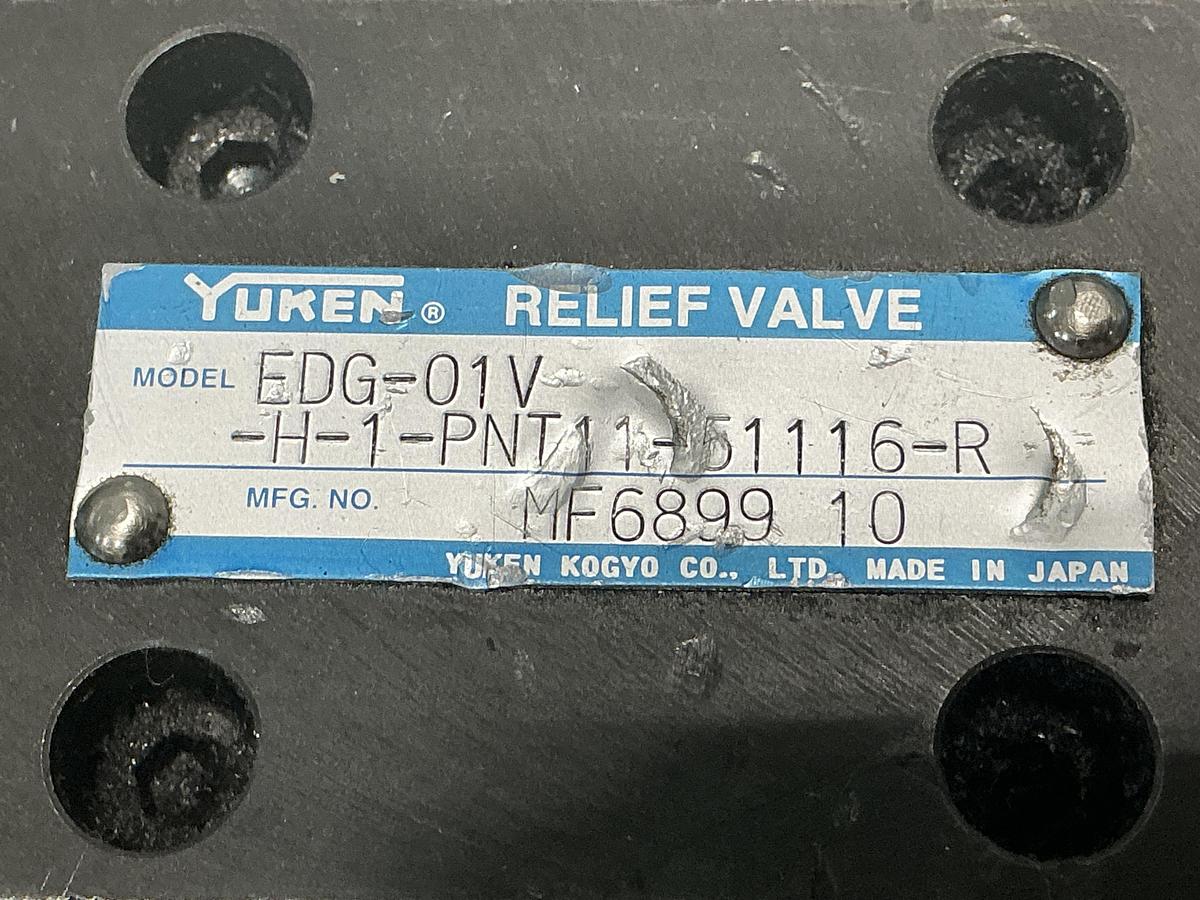 YUKEN® RELIEF VALVE
MODEL EDG-01V
-H-1-PNT11-51116-R
MFG. NO. MF6899 10
YUKEN KOGYO CO., LTD. MADE IN JAPAN